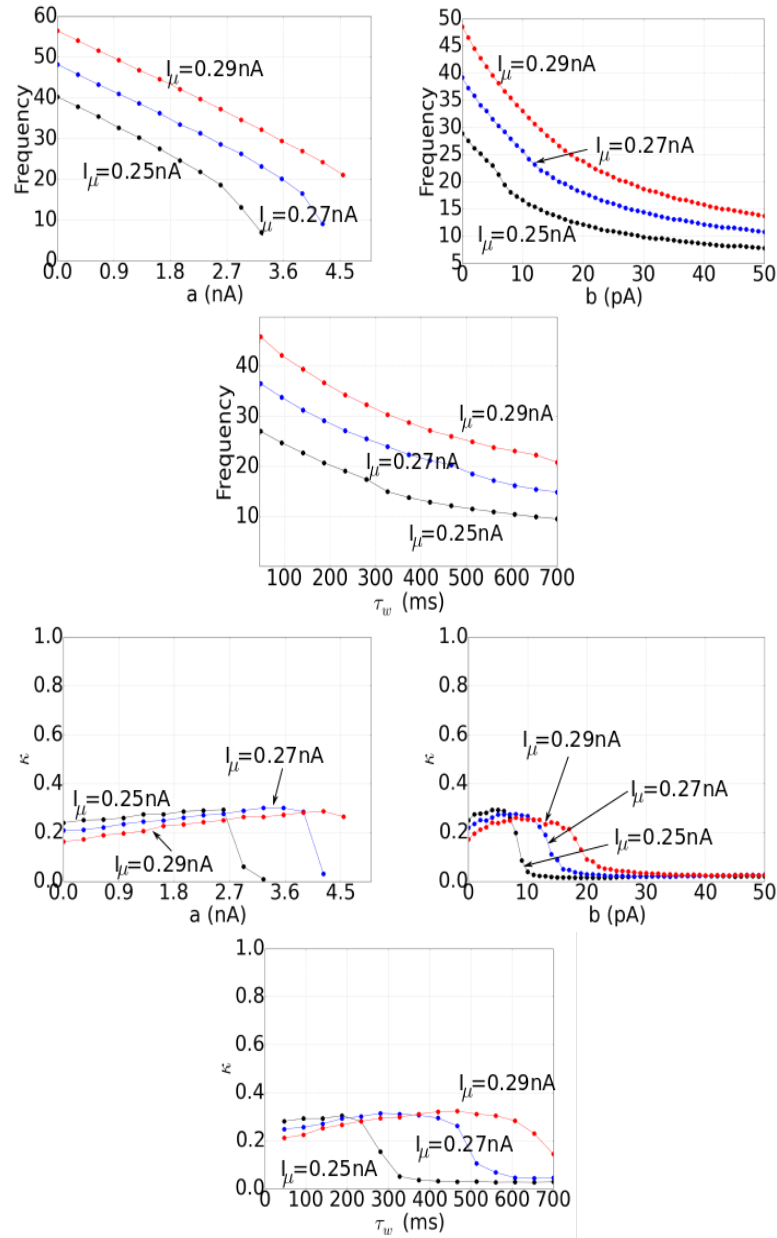 Frequency
60
50
40
30
20
10
0
0.0 0.9 1.8 2.7 3.6 4.5
a (nA)
Iμ=0.29nA
Iμ=0.25nA
Iμ=0.27nA
Frequency
50
45
40
35
30
25
20
15
10
5
0 10 20 30 40 50
b (pA)
Iμ=0.29nA
Iμ=0.27nA
Iμ=0.25nA
Frequency
40
30
20
10
100 200 300 400 500 600 700
τw (ms)
Iμ=0.29nA
Iμ=0.27nA
Iμ=0.25nA
κ
1.0
0.8
0.6
0.4
0.2
0.0
0.0 0.9 1.8 2.7 3.6 4.5
a (nA)
Iμ=0.27nA
Iμ=0.25nA
Iμ=0.29nA
κ
1.0
0.8
0.6
0.4
0.2
0.0
0 10 20 30 40 50
b (pA)
Iμ=0.29nA
Iμ=0.27nA
Iμ=0.25nA
κ
1.0
0.8
0.6
0.4
0.2
0.0
0 100 200 300 400 500 600 700
τw (ms)
Iμ=0.29nA
Iμ=0.27nA
Iμ=0.25nA